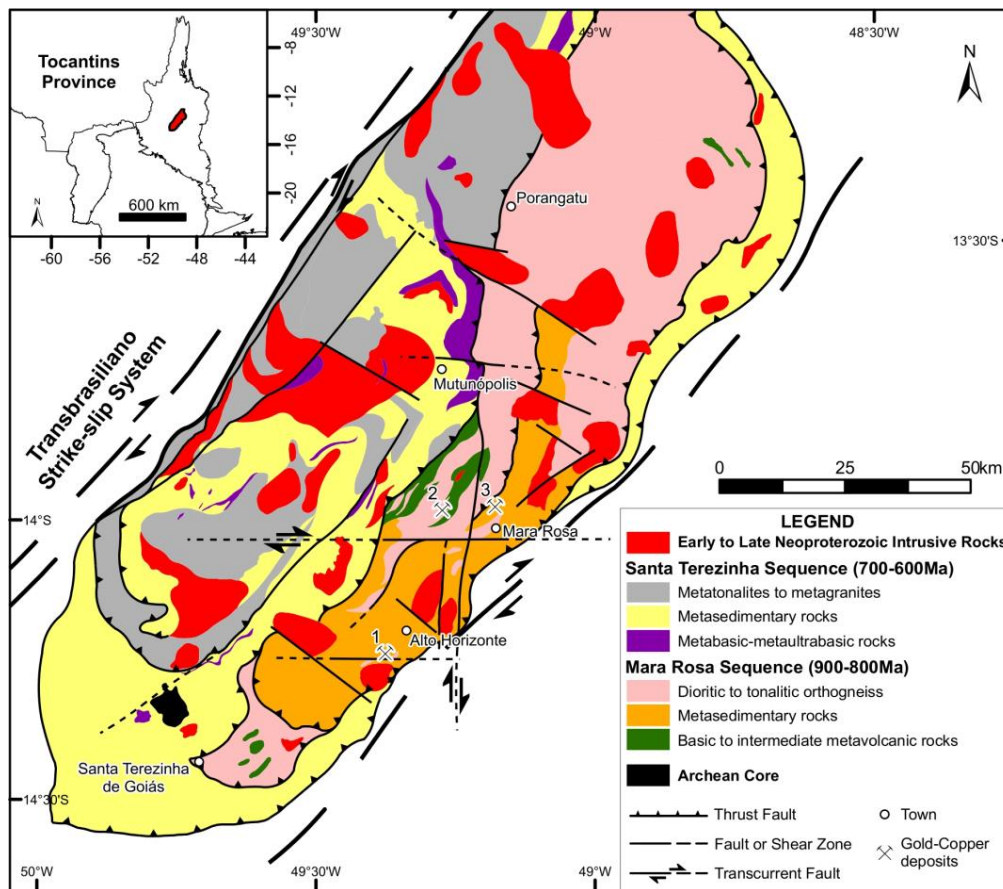 49°30'W
49°W
48°30'W
Tocantins
Province
-8
-12
-16
-20
N
600 km
-60
-56
-52
-48
-44
N
Porangatu
13°30'S
Transbrasiliano
Strike-slip System
Mutunópolis
0
25
50km
2
3
14°S
Mara Rosa
1
Alto Horizonte
Santa Terezinha
de Goiás
14°30'S
50°W
49°30'W
49°W
LEGEND
Early to Late Neoproterozoic Intrusive Rocks
Santa Terezinha Sequence (700-600Ma)
Metatonalites to metagranites
Metasedimentary rocks
Metabasic-metaultrabasic rocks
Mara Rosa Sequence (900-800Ma)
Dioritic to tonalitic orthogneiss
Metasedimentary rocks
Basic to intermediate metavolcanic rocks
Archean Core
Thrust Fault
Town
Fault or Shear Zone
Gold-Copper
deposits
Transcurrent Fault